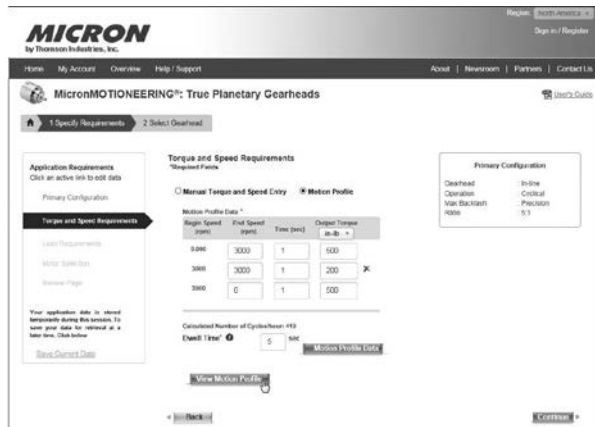 Region: North America
Sign in / Register
MICRON
by Thomson Industries, Inc.
Home My Account Overview Help / Support About | Newsroom | Partners | Contact Us
MicronMOTIONEERING®: True Planetary Gearheads
User's Guide
1 Specify Requirements 2 Select Gearhead
Application Requirements
Click an active link to edit data
Primary Configuration
Torque and Speed Requirements
Load Requirements
Motor Selection
Review Page
Your application data is stored
temporarily during this session. To
save your data for retrieval at a
later time, Click below
Save Current Data
Torque and Speed Requirements
*Required Fields
Manual Torque and Speed Entry Motion Profile
Motion Profile Data *
Begin Speed (rpm) End Speed (rpm) Time (sec) Output Torque in-lb
0.000 3000 1 600
3000 3000 1 200 X
3000 0 1 500
Calculated Number of Cycles/hour:
Dwell Time* 5 sec
Motion Profile Data
View Motion Profile
« Back
Continue »
Primary Configuration
Gearhead : In-line
Operation : Cyclical
Max Backlash : Precision
Ratio : 5:1